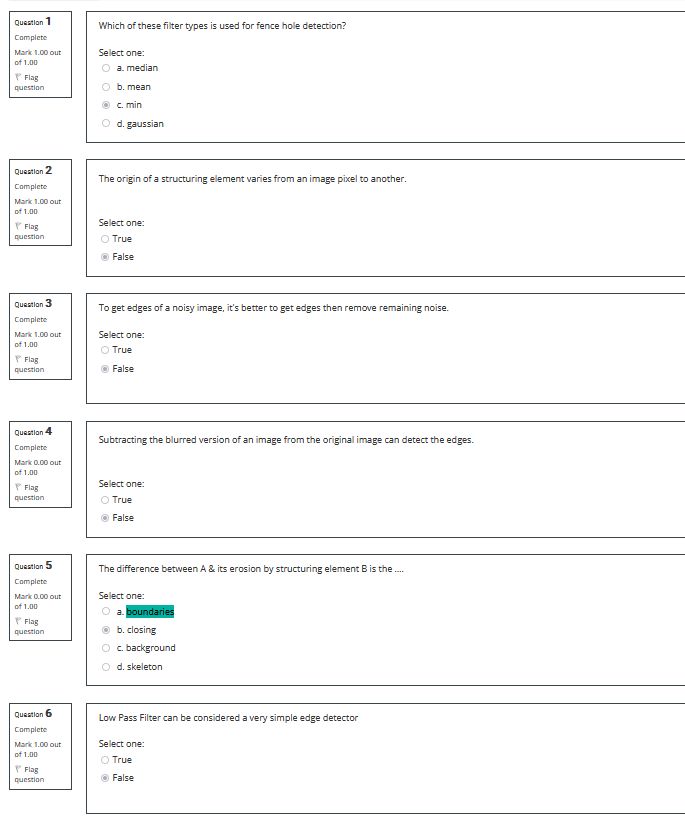 Question 1
Complete
Mark 1.00 out
of 1.00
Flag
question
Which of these filter types is used for fence hole detection?
Select one:
a. median
b. mean
c. min
d. gaussian
Question 2
Complete
Mark 1.00 out
of 1.00
Flag
question
The origin of a structuring element varies from an image pixel to another.
Select one:
True
False
Question 3
Complete
Mark 1.00 out
of 1.00
Flag
question
To get edges of a noisy image, it's better to get edges then remove remaining noise.
Select one:
True
False
Question 4
Complete
Mark 0.00 out
of 1.00
Flag
question
Subtracting the blurred version of an image from the original image can detect the edges.
Select one:
True
False
Question 5
Complete
Mark 0.00 out
of 1.00
Flag
question
The difference between A & its erosion by structuring element B is the ....
Select one:
a. boundaries
b. closing
c. background
d. skeleton
Question 6
Complete
Mark 1.00 out
of 1.00
Flag
question
Low Pass Filter can be considered a very simple edge detector
Select one:
True
False